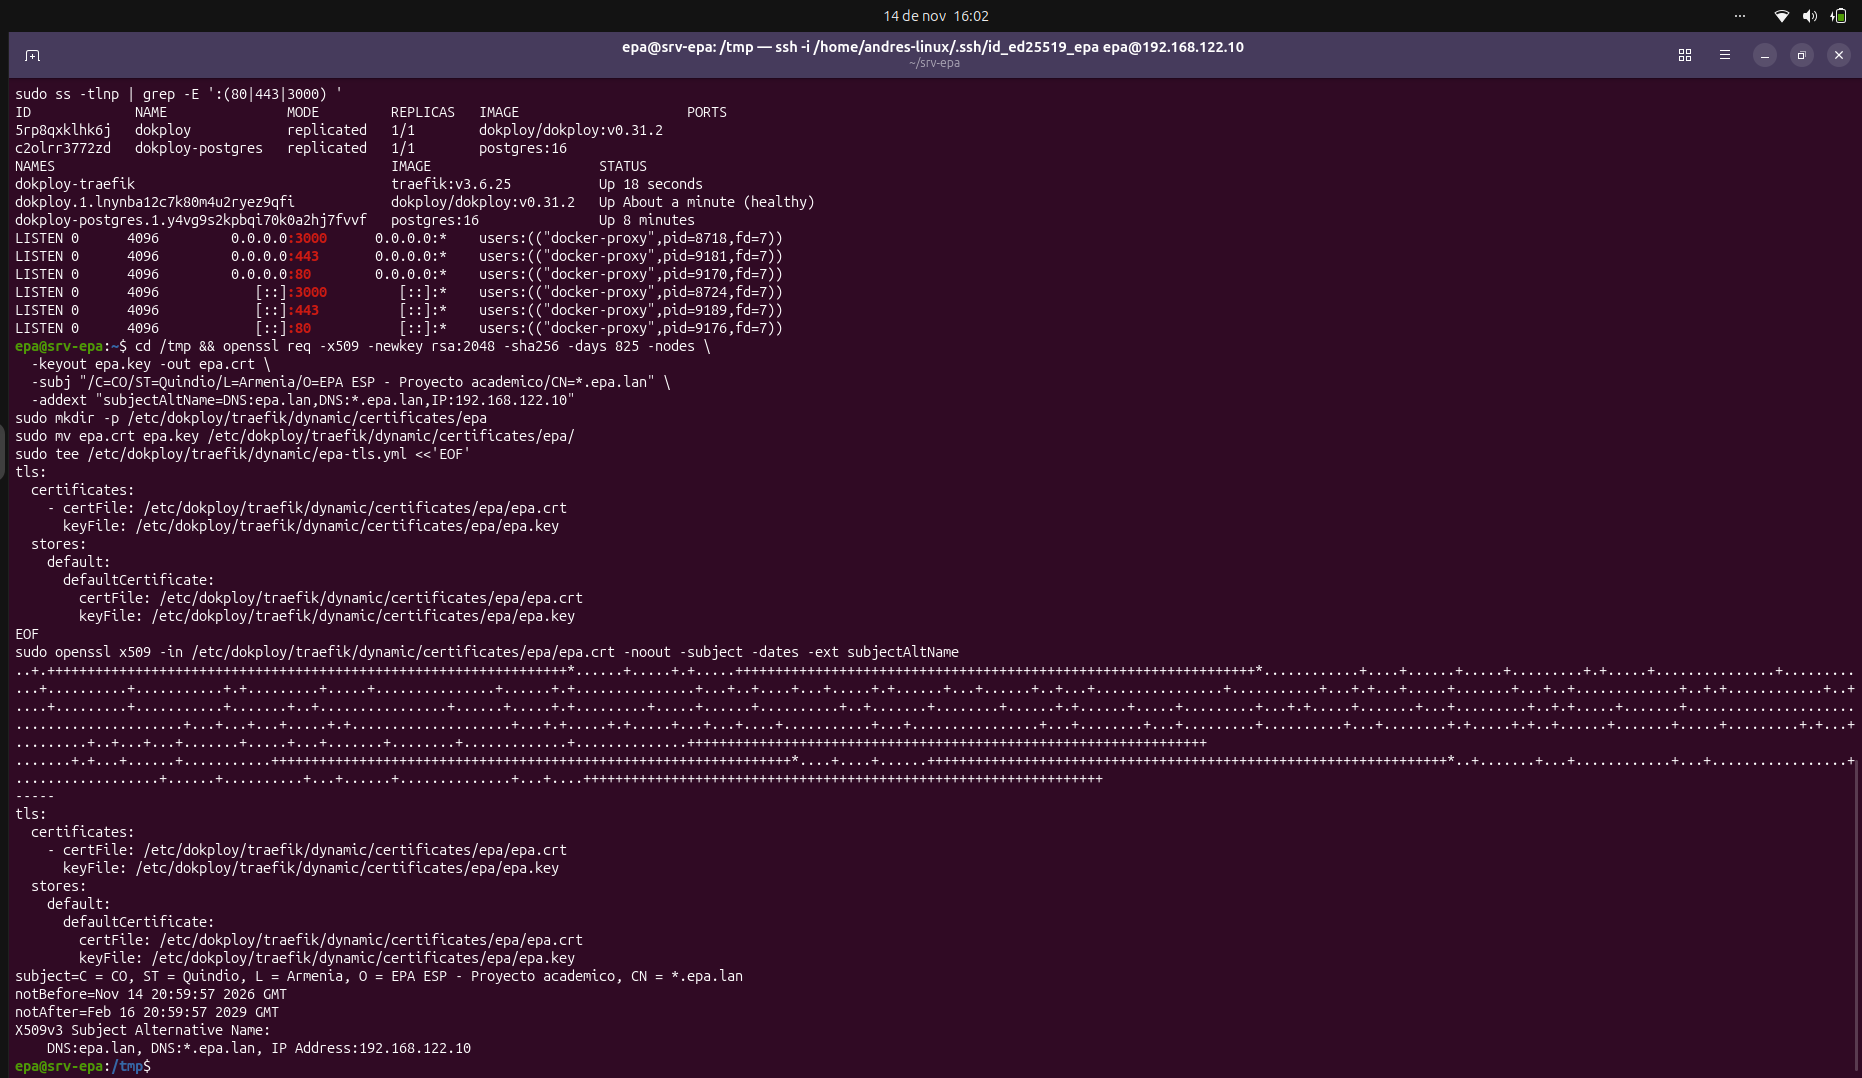 14 de nov  16:02
epa@srv-epa: /tmp — ssh -i /home/andres-linux/.ssh/id_ed25519_epa epa@192.168.122.10
~/srv-epa
sudo ss -tlnp | grep -E ':(80|443|3000) '
ID             NAME               MODE         REPLICAS   IMAGE                     PORTS
5rp8qxklhk6j   dokploy            replicated   1/1        dokploy/dokploy:v0.31.2
c2olrr3772zd   dokploy-postgres   replicated   1/1        postgres:16
NAMES                                          IMAGE                     STATUS
dokploy-traefik                                traefik:v3.6.25           Up 18 seconds
dokploy.1.lnynba12c7k80m4u2ryez9qfi            dokploy/dokploy:v0.31.2   Up About a minute (healthy)
dokploy-postgres.1.y4vg9s2kpbqi70k0a2hj7fvvf   postgres:16               Up 8 minutes
LISTEN 0      4096         0.0.0.0:3000      0.0.0.0:*    users:(("docker-proxy",pid=8718,fd=7))
LISTEN 0      4096         0.0.0.0:443       0.0.0.0:*    users:(("docker-proxy",pid=9181,fd=7))
LISTEN 0      4096         0.0.0.0:80        0.0.0.0:*    users:(("docker-proxy",pid=9170,fd=7))
LISTEN 0      4096            [::]:3000         [::]:*    users:(("docker-proxy",pid=8724,fd=7))
LISTEN 0      4096            [::]:443          [::]:*    users:(("docker-proxy",pid=9189,fd=7))
LISTEN 0      4096            [::]:80           [::]:*    users:(("docker-proxy",pid=9176,fd=7))
epa@srv-epa:~$ cd /tmp && openssl req -x509 -newkey rsa:2048 -sha256 -days 825 -nodes \
  -keyout epa.key -out epa.crt \
  -subj "/C=CO/ST=Quindio/L=Armenia/O=EPA ESP - Proyecto academico/CN=*.epa.lan" \
  -addext "subjectAltName=DNS:epa.lan,DNS:*.epa.lan,IP:192.168.122.10"
sudo mkdir -p /etc/dokploy/traefik/dynamic/certificates/epa
sudo mv epa.crt epa.key /etc/dokploy/traefik/dynamic/certificates/epa/
sudo tee /etc/dokploy/traefik/dynamic/epa-tls.yml <<'EOF'
tls:
  certificates:
    - certFile: /etc/dokploy/traefik/dynamic/certificates/epa/epa.crt
      keyFile: /etc/dokploy/traefik/dynamic/certificates/epa/epa.key
  stores:
    default:
      defaultCertificate:
        certFile: /etc/dokploy/traefik/dynamic/certificates/epa/epa.crt
        keyFile: /etc/dokploy/traefik/dynamic/certificates/epa/epa.key
EOF
sudo openssl x509 -in /etc/dokploy/traefik/dynamic/certificates/epa/epa.crt -noout -subject -dates -ext subjectAltName
-----
tls:
  certificates:
    - certFile: /etc/dokploy/traefik/dynamic/certificates/epa/epa.crt
      keyFile: /etc/dokploy/traefik/dynamic/certificates/epa/epa.key
  stores:
    default:
      defaultCertificate:
        certFile: /etc/dokploy/traefik/dynamic/certificates/epa/epa.crt
        keyFile: /etc/dokploy/traefik/dynamic/certificates/epa/epa.key
subject=C = CO, ST = Quindio, L = Armenia, O = EPA ESP - Proyecto academico, CN = *.epa.lan
notBefore=Nov 14 20:59:57 2026 GMT
notAfter=Feb 16 20:59:57 2029 GMT
X509v3 Subject Alternative Name:
    DNS:epa.lan, DNS:*.epa.lan, IP Address:192.168.122.10
epa@srv-epa:/tmp$